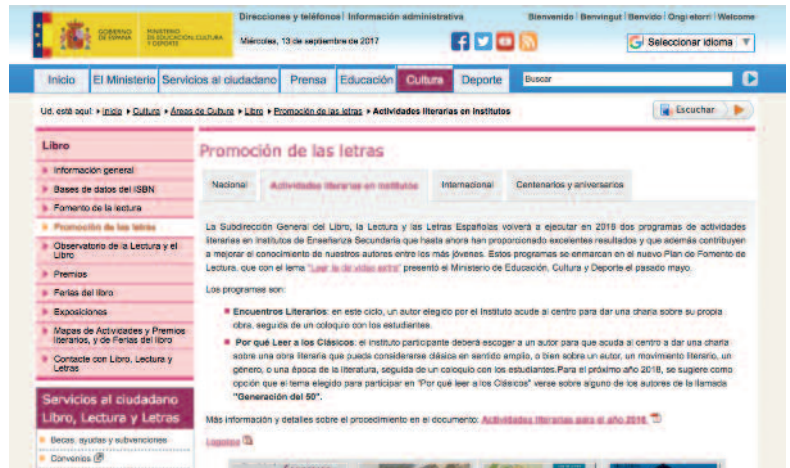 GOBIERNO DE ESPAÑA
MINISTERIO DE EDUCACIÓN, CULTURA Y DEPORTE
Direcciones y teléfonos | Información administrativa
Bienvenido | Benvingut | Benvido | Ongi etorri | Welcome
Miércoles, 13 de septiembre de 2017
Seleccionar idioma
Inicio El Ministerio Servicios al ciudadano Prensa Educación Cultura Deporte Buscar
Ud. está aquí: Inicio Cultura Áreas de Cultura Libro Promoción de las letras Actividades literarias en institutos
Escuchar
Libro
Información general
Bases de datos del ISBN
Fomento de la lectura
Promoción de las letras
Observatorio de la Lectura y el
Libro
Premios
Ferias del libro
Exposiciones
Mapas de Actividades y Premios
literarios, y de Ferias del libro
Contacte con Libro, Lectura y
Letras
Servicios al ciudadano
Libro, Lectura y Letras
Becas, ayudas y subvenciones
Convenios
Promoción de las letras
Nacional Actividades literarias en institutos Internacional Centenarios y aniversarios
La Subdirección General del Libro, la Lectura y las Letras Españolas volverá a ejecutar en 2018 dos programas de actividades
literarias en Institutos de Enseñanza Secundaria que hasta ahora han proporcionado excelentes resultados y que además contribuyen
a mejorar el conocimiento de nuestros autores entre los más jóvenes. Estos programas se enmarcan en el nuevo Plan de Fomento de
Lectura, que con el lema "Leer te da vidas extra" presentó el Ministerio de Educación, Cultura y Deporte el pasado mayo.
Los programas son:
Encuentros Literarios: en este ciclo, un autor elegido por el Instituto acude al centro para dar una charla sobre su propia
obra, seguida de un coloquio con los estudiantes.
Por qué Leer a los Clásicos: el instituto participante deberá escoger a un autor para que acuda al centro a dar una charla
sobre una obra literaria que pueda considerarse clásica en sentido amplio, o bien sobre un autor, un movimiento literario, un
género, o una época de la literatura, seguida de un coloquio con los estudiantes.Para el próximo año 2018, se sugiere como
opción que el tema elegido para participar en "Por qué leer a los Clásicos" verse sobre alguno de los autores de la llamada
"Generación del 50".
Más información y detalles sobre el procedimiento en el documento: Actividades literarias para el año 2018.
Logotipo